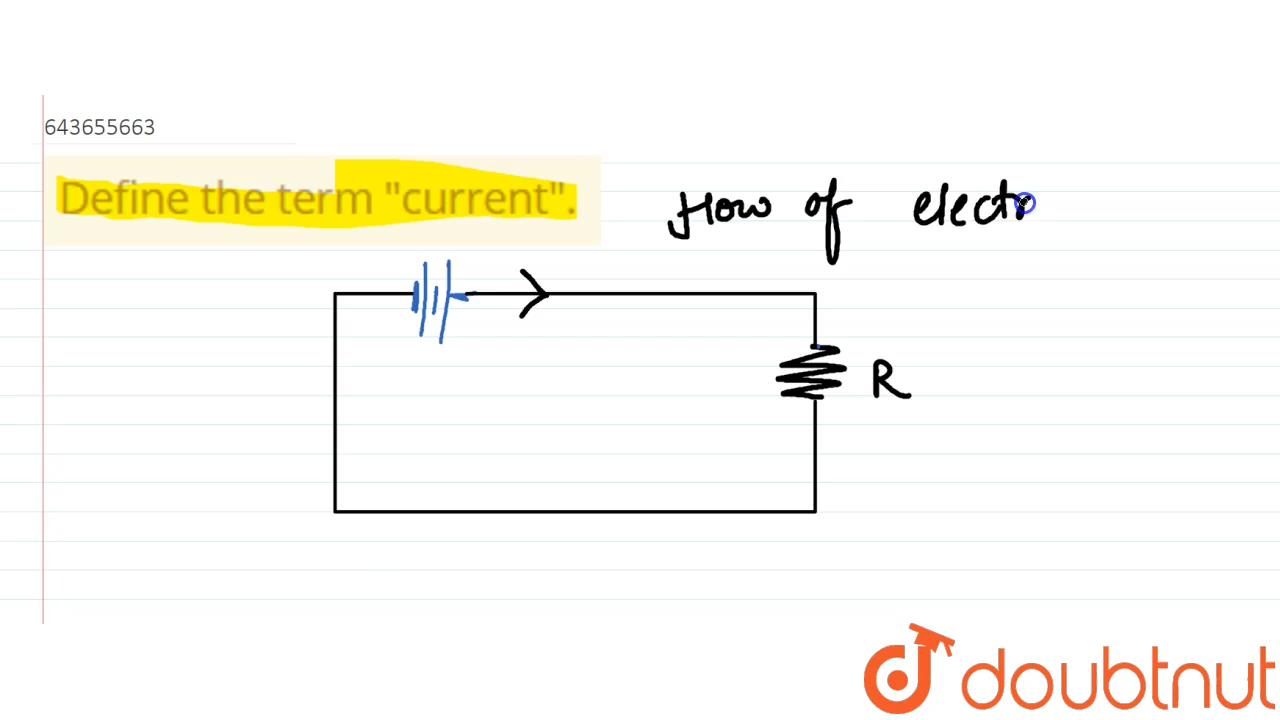 643655663
Define the term "current".
flow of electr
R
doubtnut